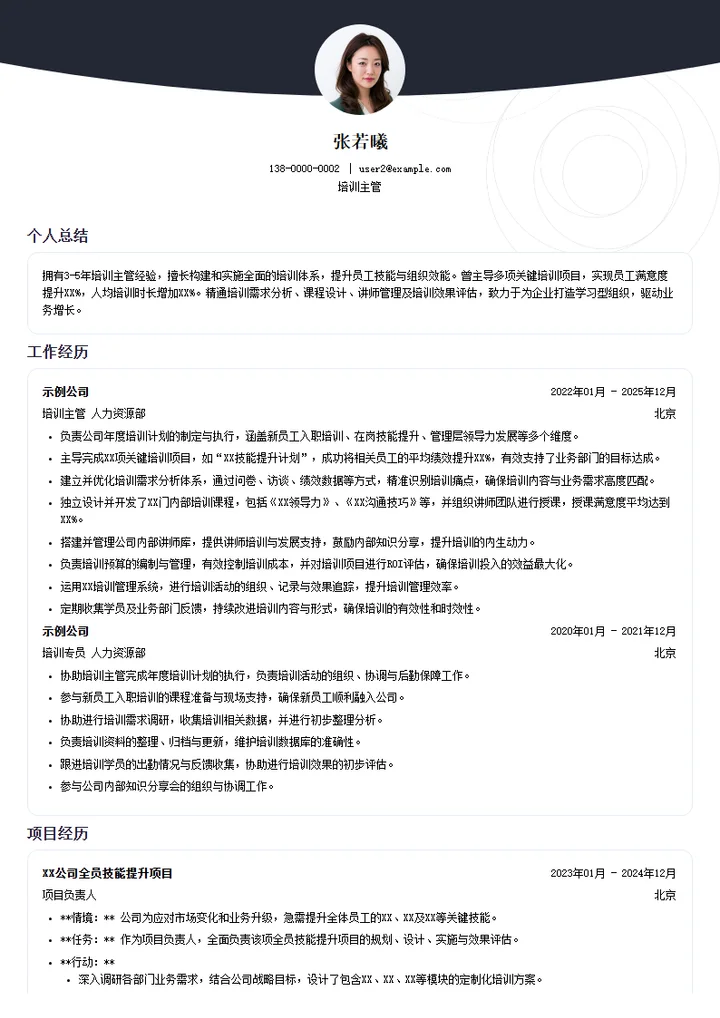 张若曦
138-0000-0002 | user2@example.com
培训主管
个人总结
拥有3-5年培训主管经验，擅长构建和实施全面的培训体系，提升员工技能与组织效能。曾主导多项关键培训项目，实现员工满意度
提升XX%，人均培训时长增加XX%。精通培训需求分析、课程设计、讲师管理及培训效果评估，致力于为企业打造学习型组织，驱动业
务增长。
工作经历
示例公司 2022年01月 - 2025年12月
培训主管 人力资源部 北京
• 负责公司年度培训计划的制定与执行，涵盖新员工入职培训、在岗技能提升、管理层领导力发展等多个维度。
• 主导完成XX项关键培训项目，如“XX技能提升计划”，成功将相关员工的平均绩效提升XX%，有效支持了业务部门的目标达成。
• 建立并优化培训需求分析体系，通过问卷、访谈、绩效数据等方式，精准识别培训痛点，确保培训内容与业务需求高度匹配。
• 独立设计并开发了XX门内部培训课程，包括《XX领导力》、《XX沟通技巧》等，并组织讲师团队进行授课，授课满意度平均达到
XX%。
• 搭建并管理公司内部讲师库，提供讲师培训与发展支持，鼓励内部知识分享，提升培训的内生动力。
• 负责培训预算的编制与管理，有效控制培训成本，并对培训项目进行ROI评估，确保培训投入的效益最大化。
• 运用XX培训管理系统，进行培训活动的组织、记录与效果追踪，提升培训管理效率。
• 定期收集学员及业务部门反馈，持续改进培训内容与形式，确保培训的有效性和时效性。
示例公司 2020年01月 - 2021年12月
培训专员 人力资源部 北京
• 协助培训主管完成年度培训计划的执行，负责培训活动的组织、协调与后勤保障工作。
• 参与新员工入职培训的课程准备与现场支持，确保新员工顺利融入公司。
• 协助进行培训需求调研，收集培训相关数据，并进行初步整理分析。
• 负责培训资料的整理、归档与更新，维护培训数据库的准确性。
• 跟进培训学员的出勤情况与反馈收集，协助进行培训效果的初步评估。
• 参与公司内部知识分享会的组织与协调工作。
项目经历
XX公司全员技能提升项目 2023年01月 - 2024年12月
项目负责人 北京
• **情境：** 公司为应对市场变化和业务升级，急需提升全体员工的XX、XX及XX等关键技能。
• **任务：** 作为项目负责人，全面负责该项全员技能提升项目的规划、设计、实施与效果评估。
• **行动：**
• 深入调研各部门业务需求，结合公司战略目标，设计了包含XX、XX、XX等模块的定制化培训方案。